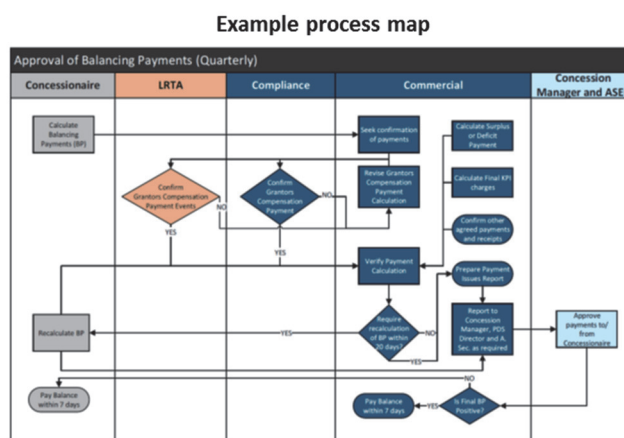 Example process map
Approval of Balancing Payments (Quarterly)
Concessionaire
LRTA
Compliance
Commercial
Concession
Manager and ASE
Calculate
Balancing
Payments (BP)
Seek confirmation
of payments
Calculate Surplus
or Deficit
Payment
Confirm
Grantors Compensation
Payment Events
NO
YES
Confirm
Grantors
Compensation
Payment
NO
YES
Revise Grantors
Compensation
Payment
Calculation
Calculate Final KPI
charges
Confirm other
agreed payments
and receipts
Verify Payment
Calculation
Prepare Payment
Issues Report
Recalculate BP
YES
Require
recalculation
of BP within
20 days?
NO
YES
Report to
Concession
Manager, PDS
Director and A.
Sec. as required
Approve
payments to/
from
Concessionaire
NO
Pay Balance
within 7 days
Pay Balance
within 7 days
YES
Is Final BP
Positive?